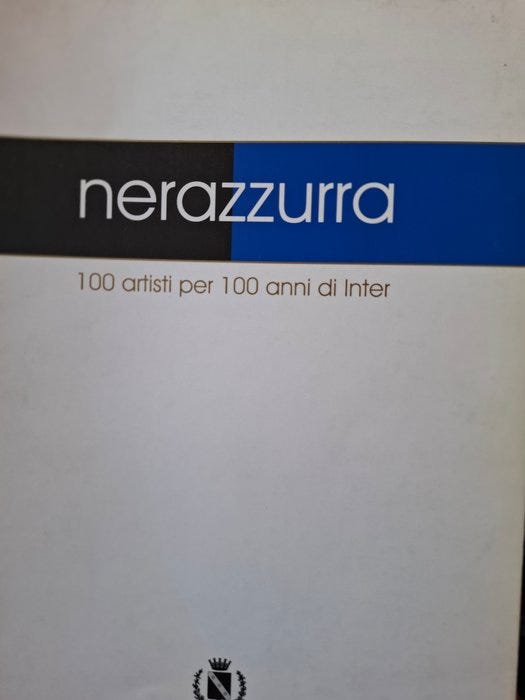 nerazzurra
100 artisti per 100 anni di Inter